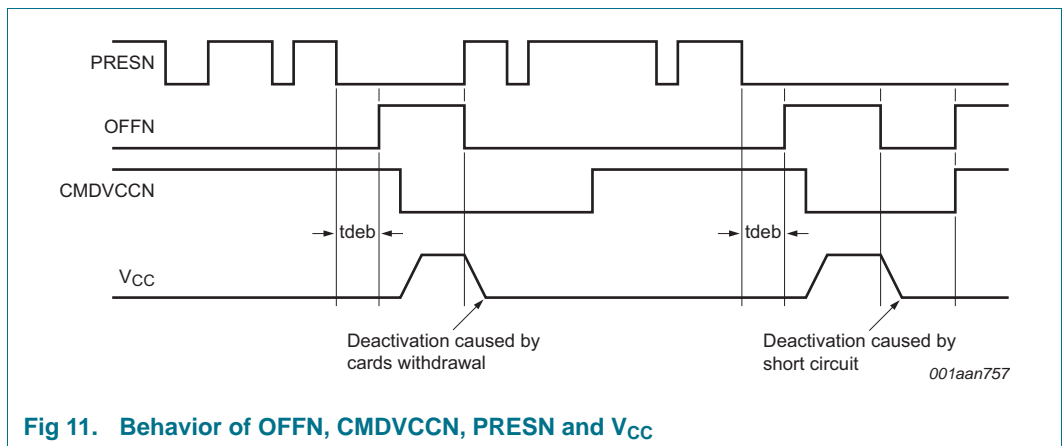 PRESN
OFFN
CMDVCCN
tdeb
tdeb
VCC
Deactivation caused by
cards withdrawal
Deactivation caused by
short circuit
001aan757
Fig 11. Behavior of OFFN, CMDVCCN, PRESN and VCC